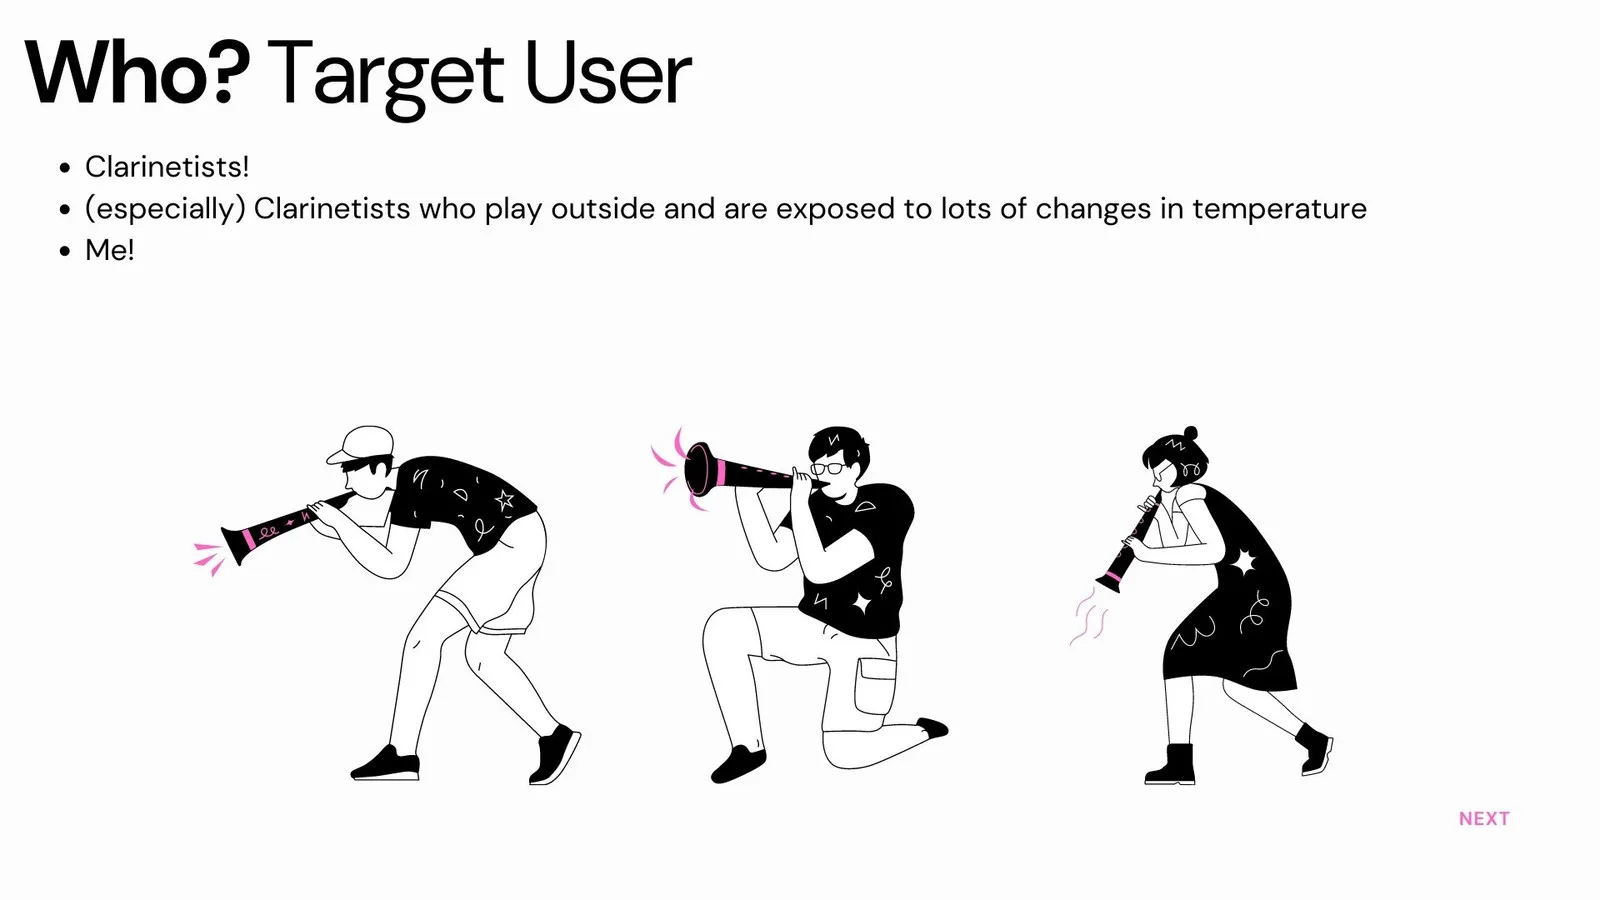 Who? Target User
Clarinetists!
(especially) Clarinetists who play outside and are exposed to lots of changes in temperature
Me!
NEXT